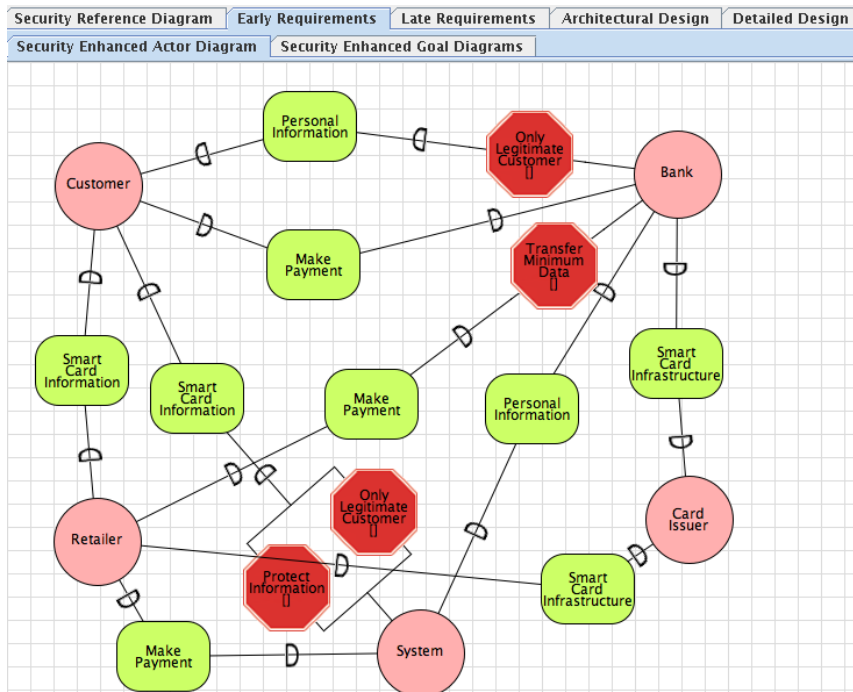 Security Reference Diagram
Early Requirements
Late Requirements
Architectural Design
Detailed Design
Security Enhanced Actor Diagram
Security Enhanced Goal Diagrams
Personal
Information
Only
Legitimate
Customer
[]
Customer
Bank
Make
Payment
Transfer
Minimum
Data
[]
Smart
Card
Information
Smart
Card
Information
Make
Payment
Personal
Information
Smart
Card
Infrastructure
Only
Legitimate
Customer
[]
Retailer
Card
Issuer
Protect
Information
[]
Smart
Card
Infrastructure
Make
Payment
System